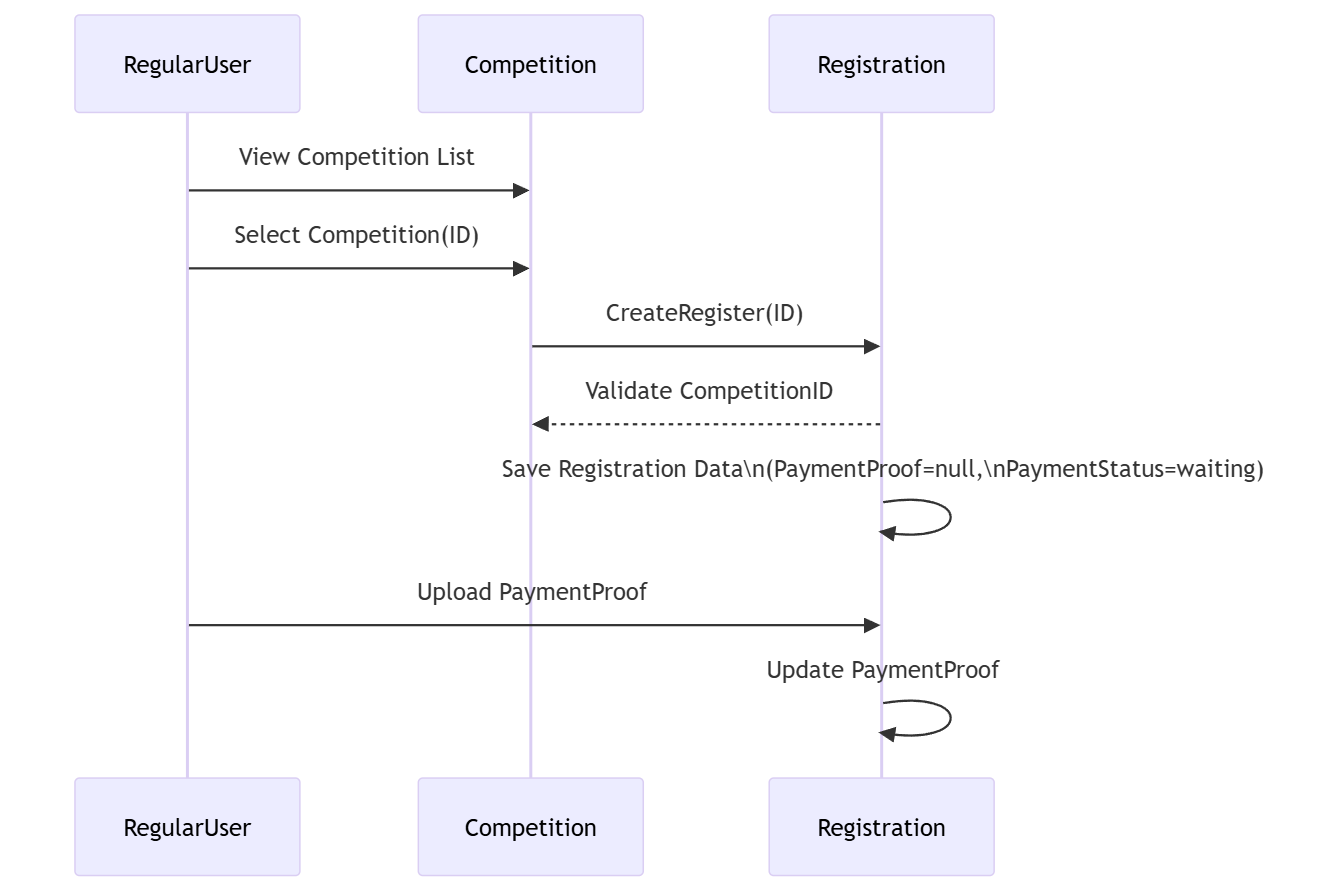 RegularUser
Competition
Registration
View Competition List
Select Competition(ID)
CreateRegister(ID)
Validate CompetitionID
Save Registration Data\n(PaymentProof=null,\nPaymentStatus=waiting)
Upload PaymentProof
Update PaymentProof
RegularUser
Competition
Registration